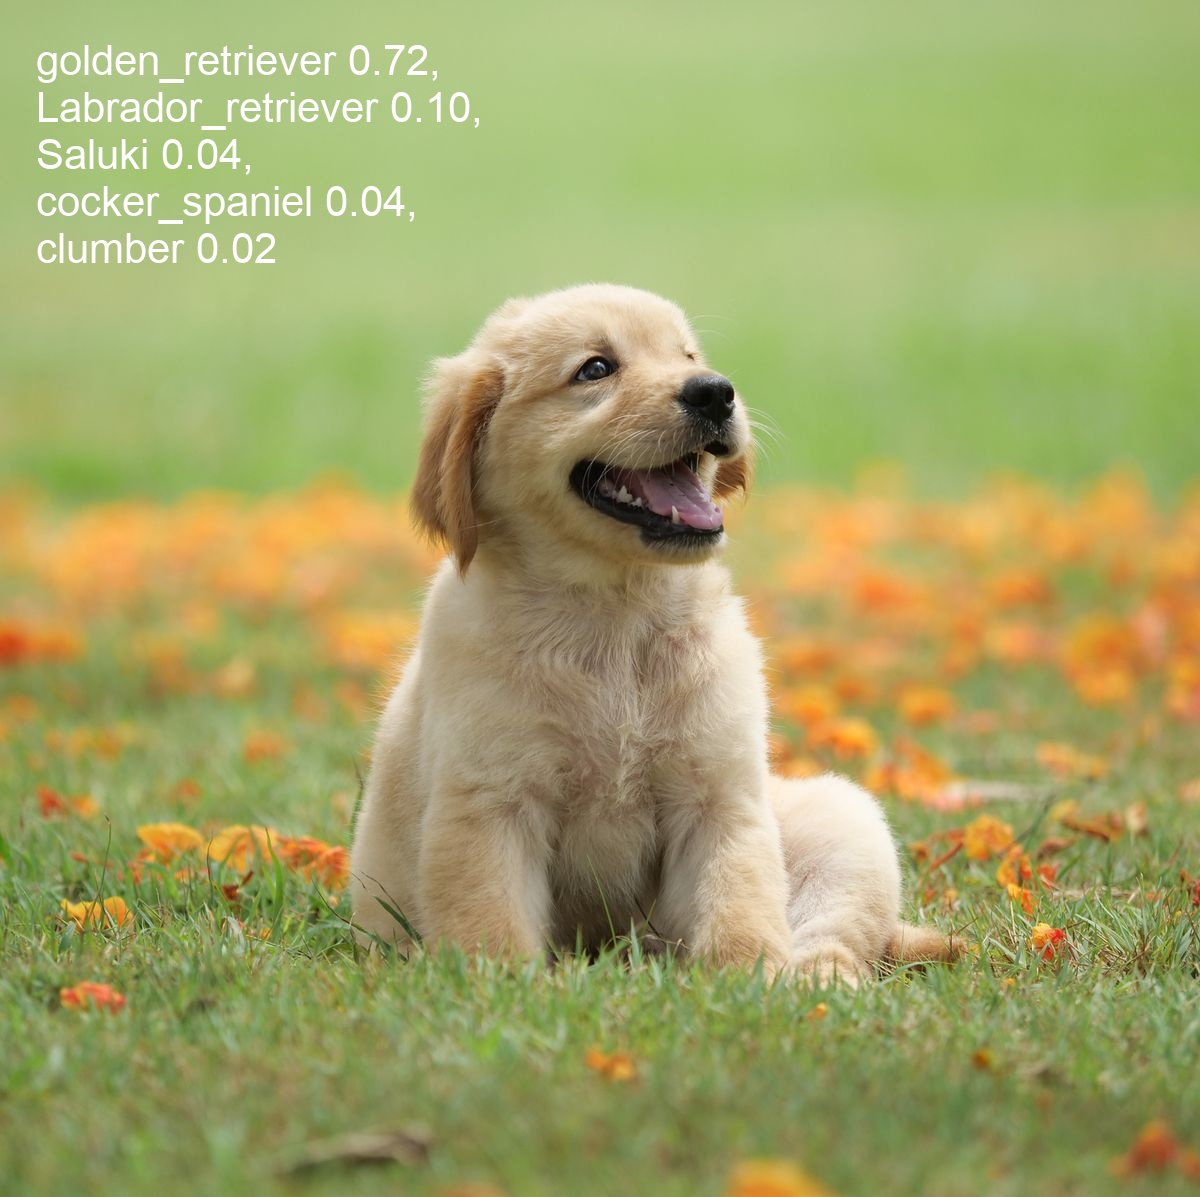 golden_retriever 0.72,
Labrador_retriever 0.10,
Saluki 0.04,
cocker_spaniel 0.04,
clumber 0.02